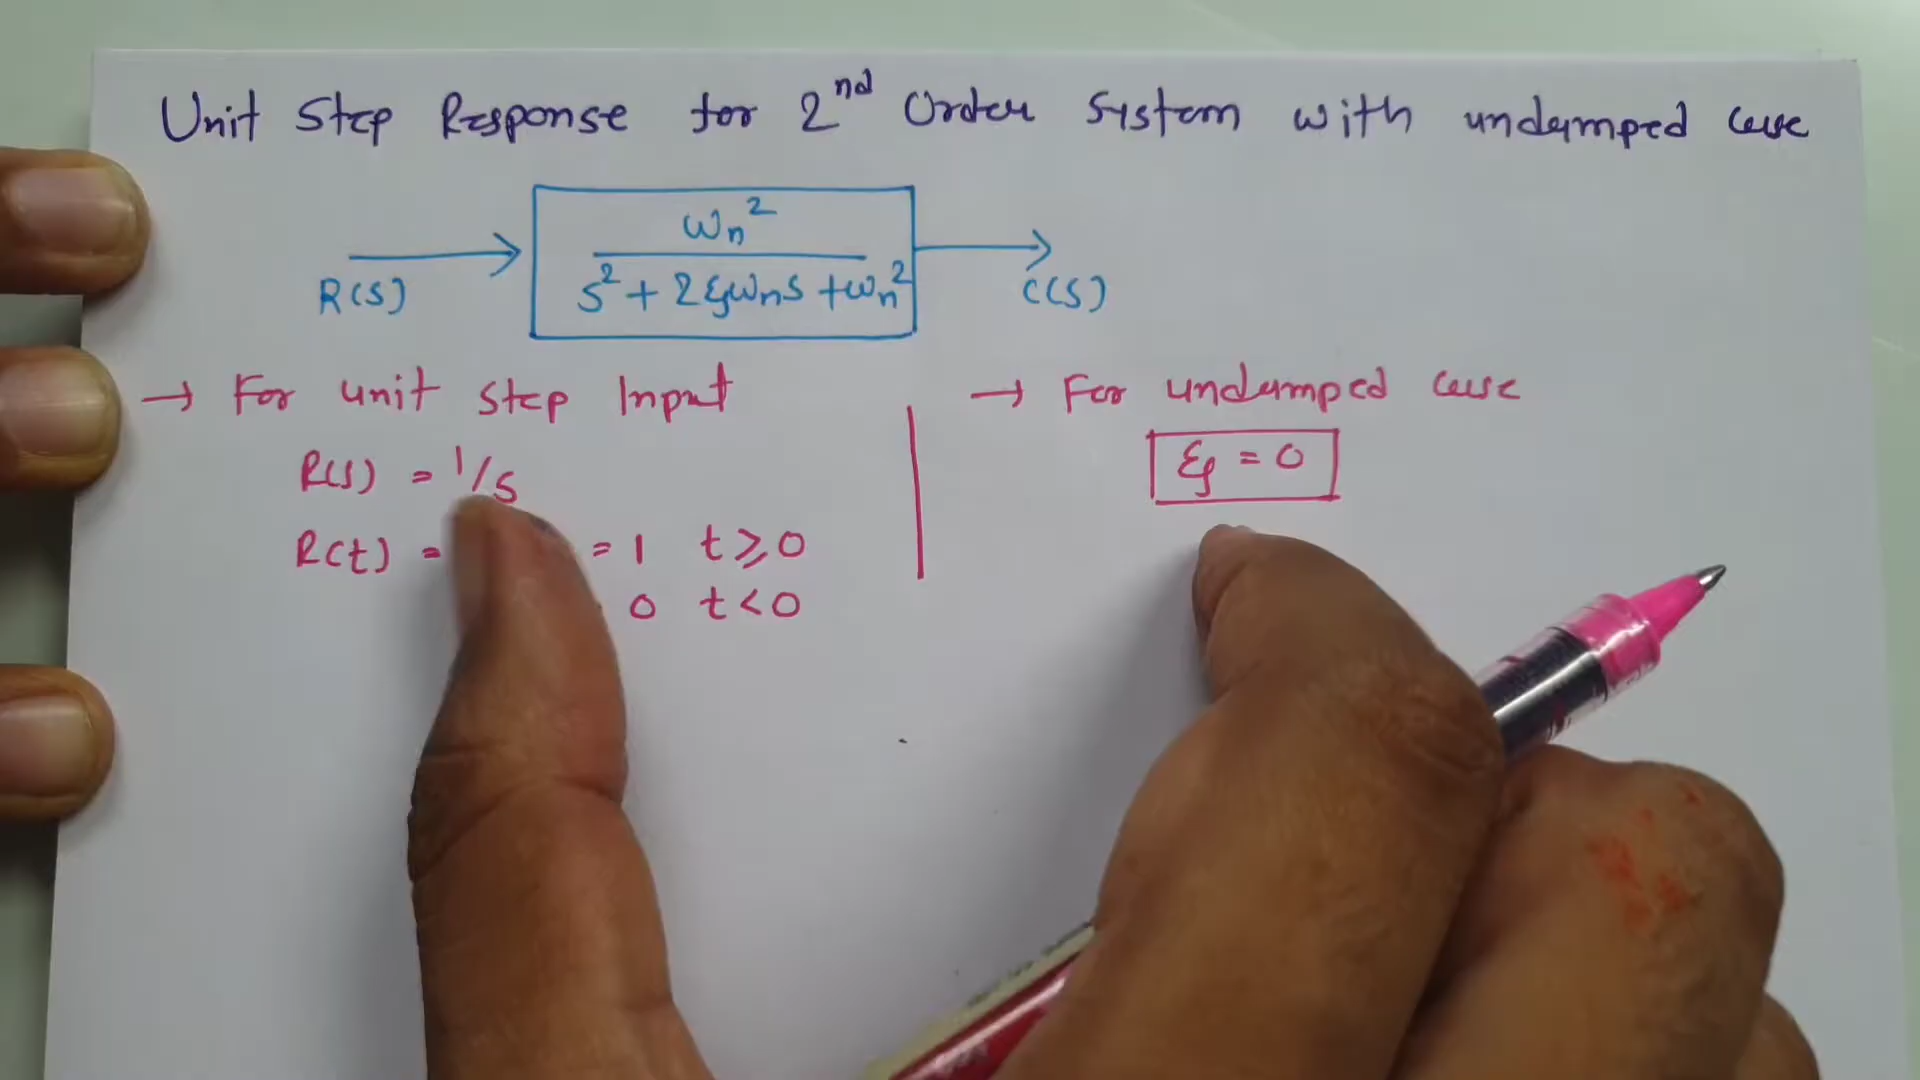 Unit Step Response for 2nd Order System with undamped case
ωn²
s² + 2ξωns + ωn²
R(S)
C(S)
→ For unit step Input
R(s) = 1/s
R(t) = = 1 t ≥ 0
0 t < 0
→ For undamped case
ξ = 0